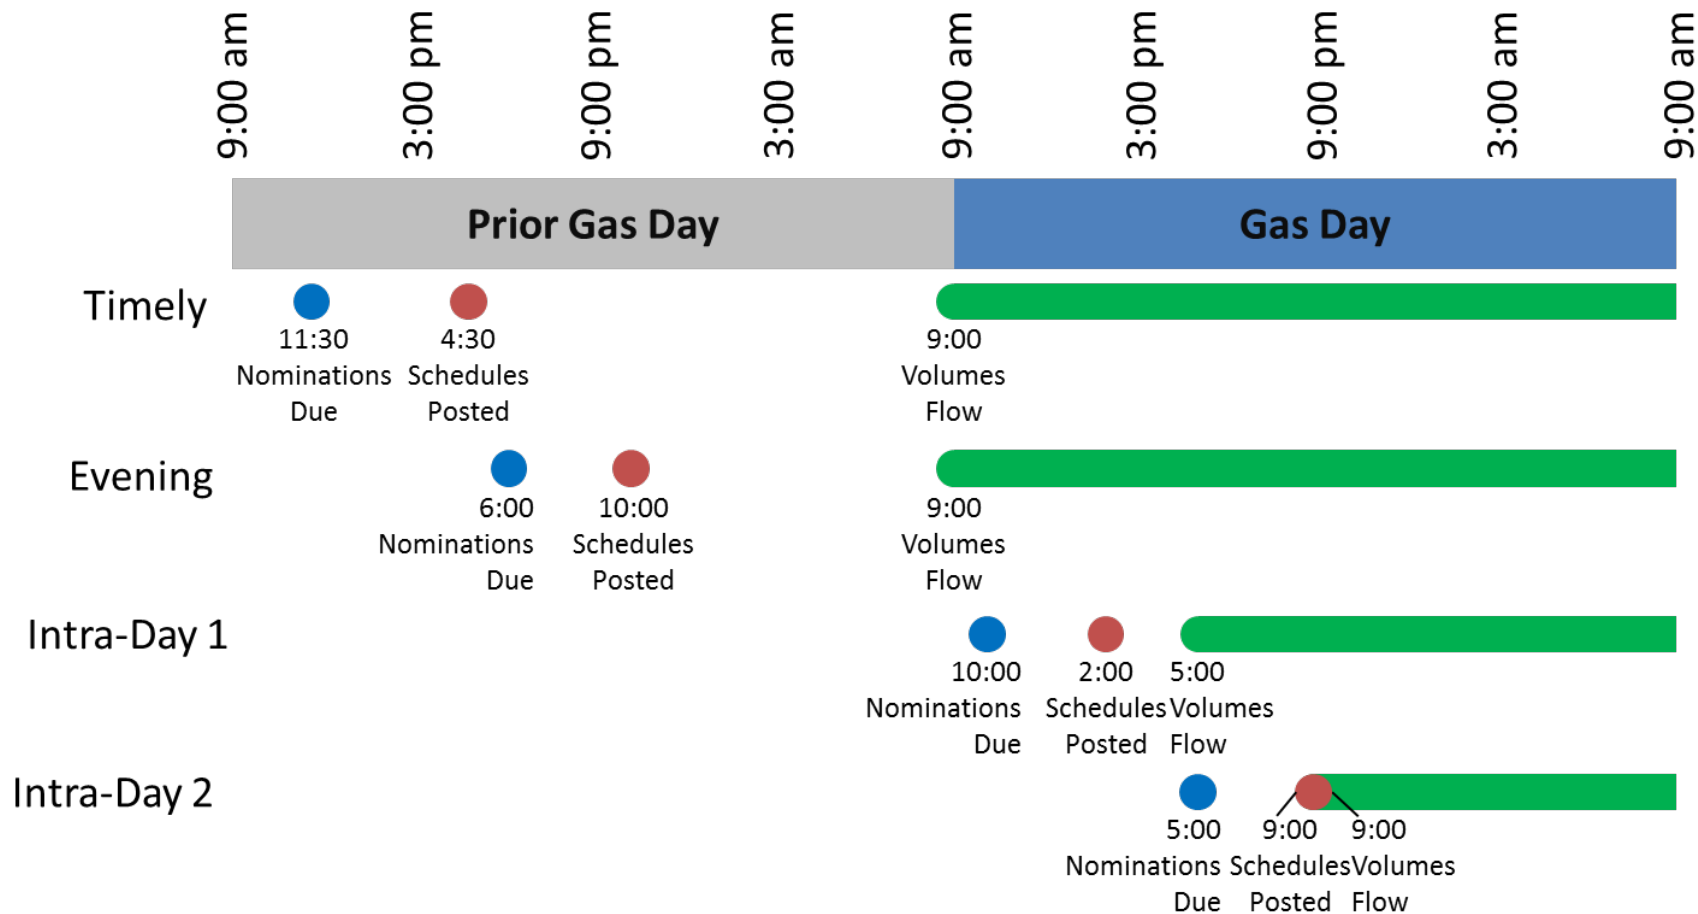 9:00 am
3:00 pm
9:00 pm
3:00 am
9:00 am
3:00 pm
9:00 pm
3:00 am
9:00 am
Prior Gas Day
Gas Day
Timely
11:30
Nominations
Due
4:30
Schedules
Posted
9:00
Volumes
Flow
Evening
6:00
Nominations
Due
10:00
Schedules
Posted
9:00
Volumes
Flow
Intra-Day 1
10:00
Nominations
Due
2:00
Schedules
Posted
5:00
Volumes
Flow
Intra-Day 2
5:00
Nominations
Due
9:00
Schedules
Posted
9:00
Volumes
Flow